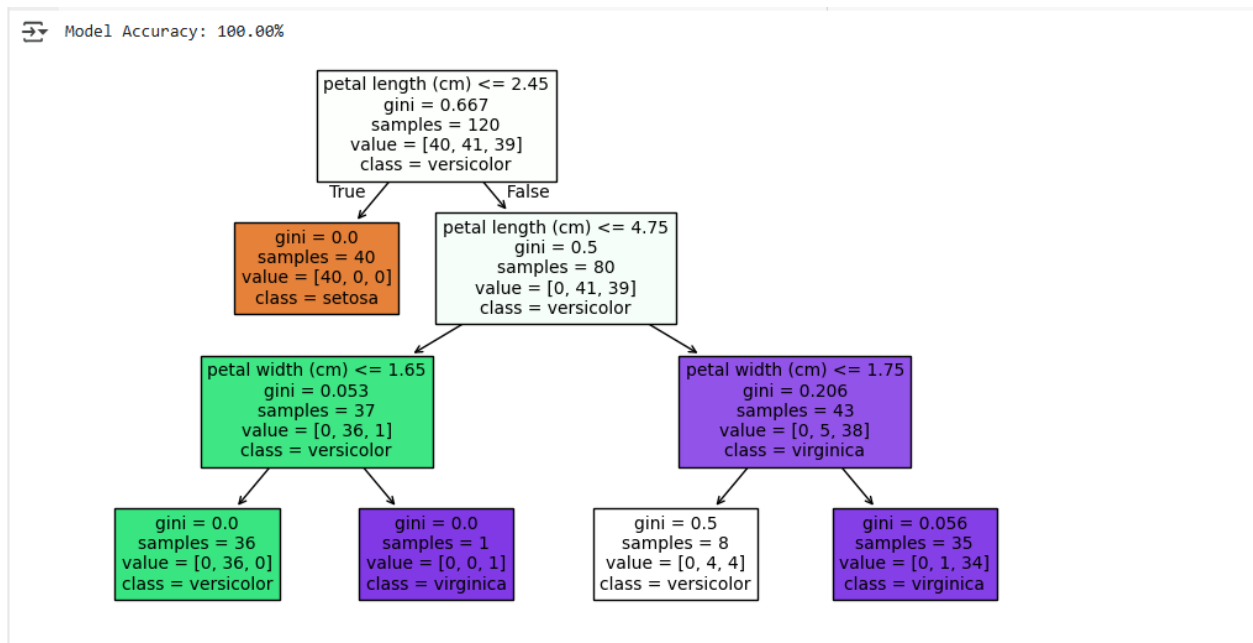 Model Accuracy: 100.00%
petal length (cm) <= 2.45
gini = 0.667
samples = 120
value = [40, 41, 39]
class = versicolor
True
False
gini = 0.0
samples = 40
value = [40, 0, 0]
class = setosa
petal length (cm) <= 4.75
gini = 0.5
samples = 80
value = [0, 41, 39]
class = versicolor
petal width (cm) <= 1.65
gini = 0.053
samples = 37
value = [0, 36, 1]
class = versicolor
petal width (cm) <= 1.75
gini = 0.206
samples = 43
value = [0, 5, 38]
class = virginica
gini = 0.0
samples = 36
value = [0, 36, 0]
class = versicolor
gini = 0.0
samples = 1
value = [0, 0, 1]
class = virginica
gini = 0.5
samples = 8
value = [0, 4, 4]
class = versicolor
gini = 0.056
samples = 35
value = [0, 1, 34]
class = virginica